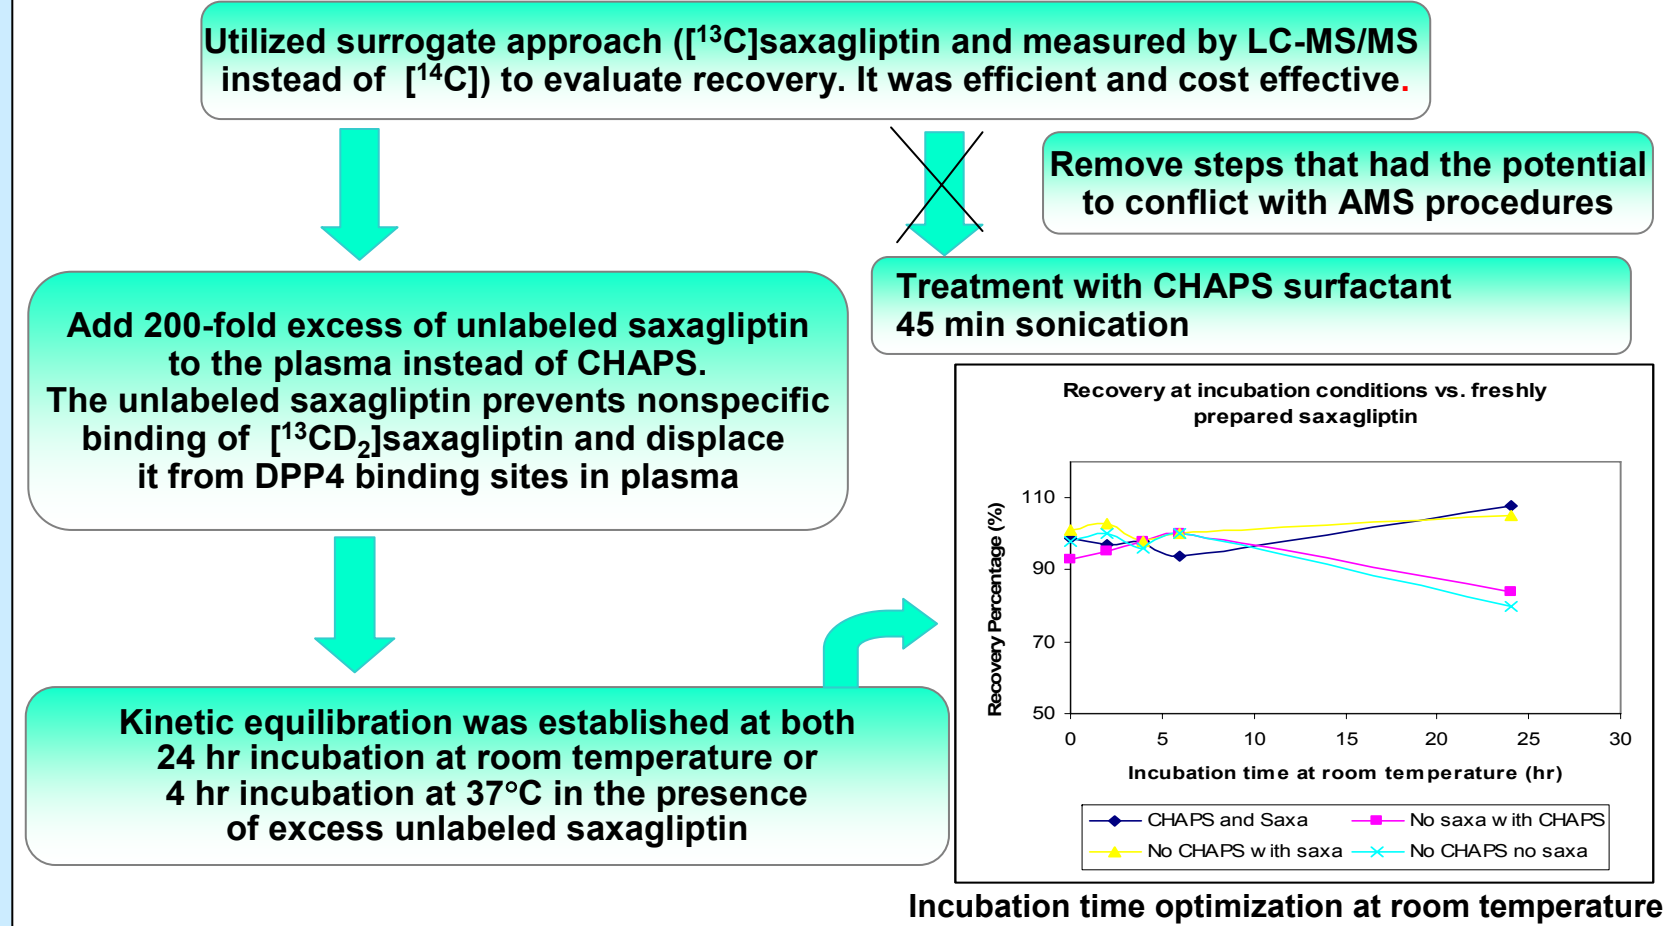 Utilized surrogate approach ([¹³C]saxagliptin and measured by LC-MS/MS
instead of [¹⁴C]) to evaluate recovery. It was efficient and cost effective.
Remove steps that had the potential
to conflict with AMS procedures
Treatment with CHAPS surfactant
45 min sonication
Add 200-fold excess of unlabeled saxagliptin
to the plasma instead of CHAPS.
The unlabeled saxagliptin prevents nonspecific
binding of [¹³CD₂]saxagliptin and displace
it from DPP4 binding sites in plasma
Kinetic equilibration was established at both
24 hr incubation at room temperature or
4 hr incubation at 37°C in the presence
of excess unlabeled saxagliptin
Recovery at incubation conditions vs. freshly
prepared saxagliptin
Recovery Percentage (%)
110
90
70
50
0 5 10 15 20 25 30
Incubation time at room temperature (hr)
CHAPS and Saxa No saxa with CHAPS
No CHAPS with saxa No CHAPS no saxa
Incubation time optimization at room temperature